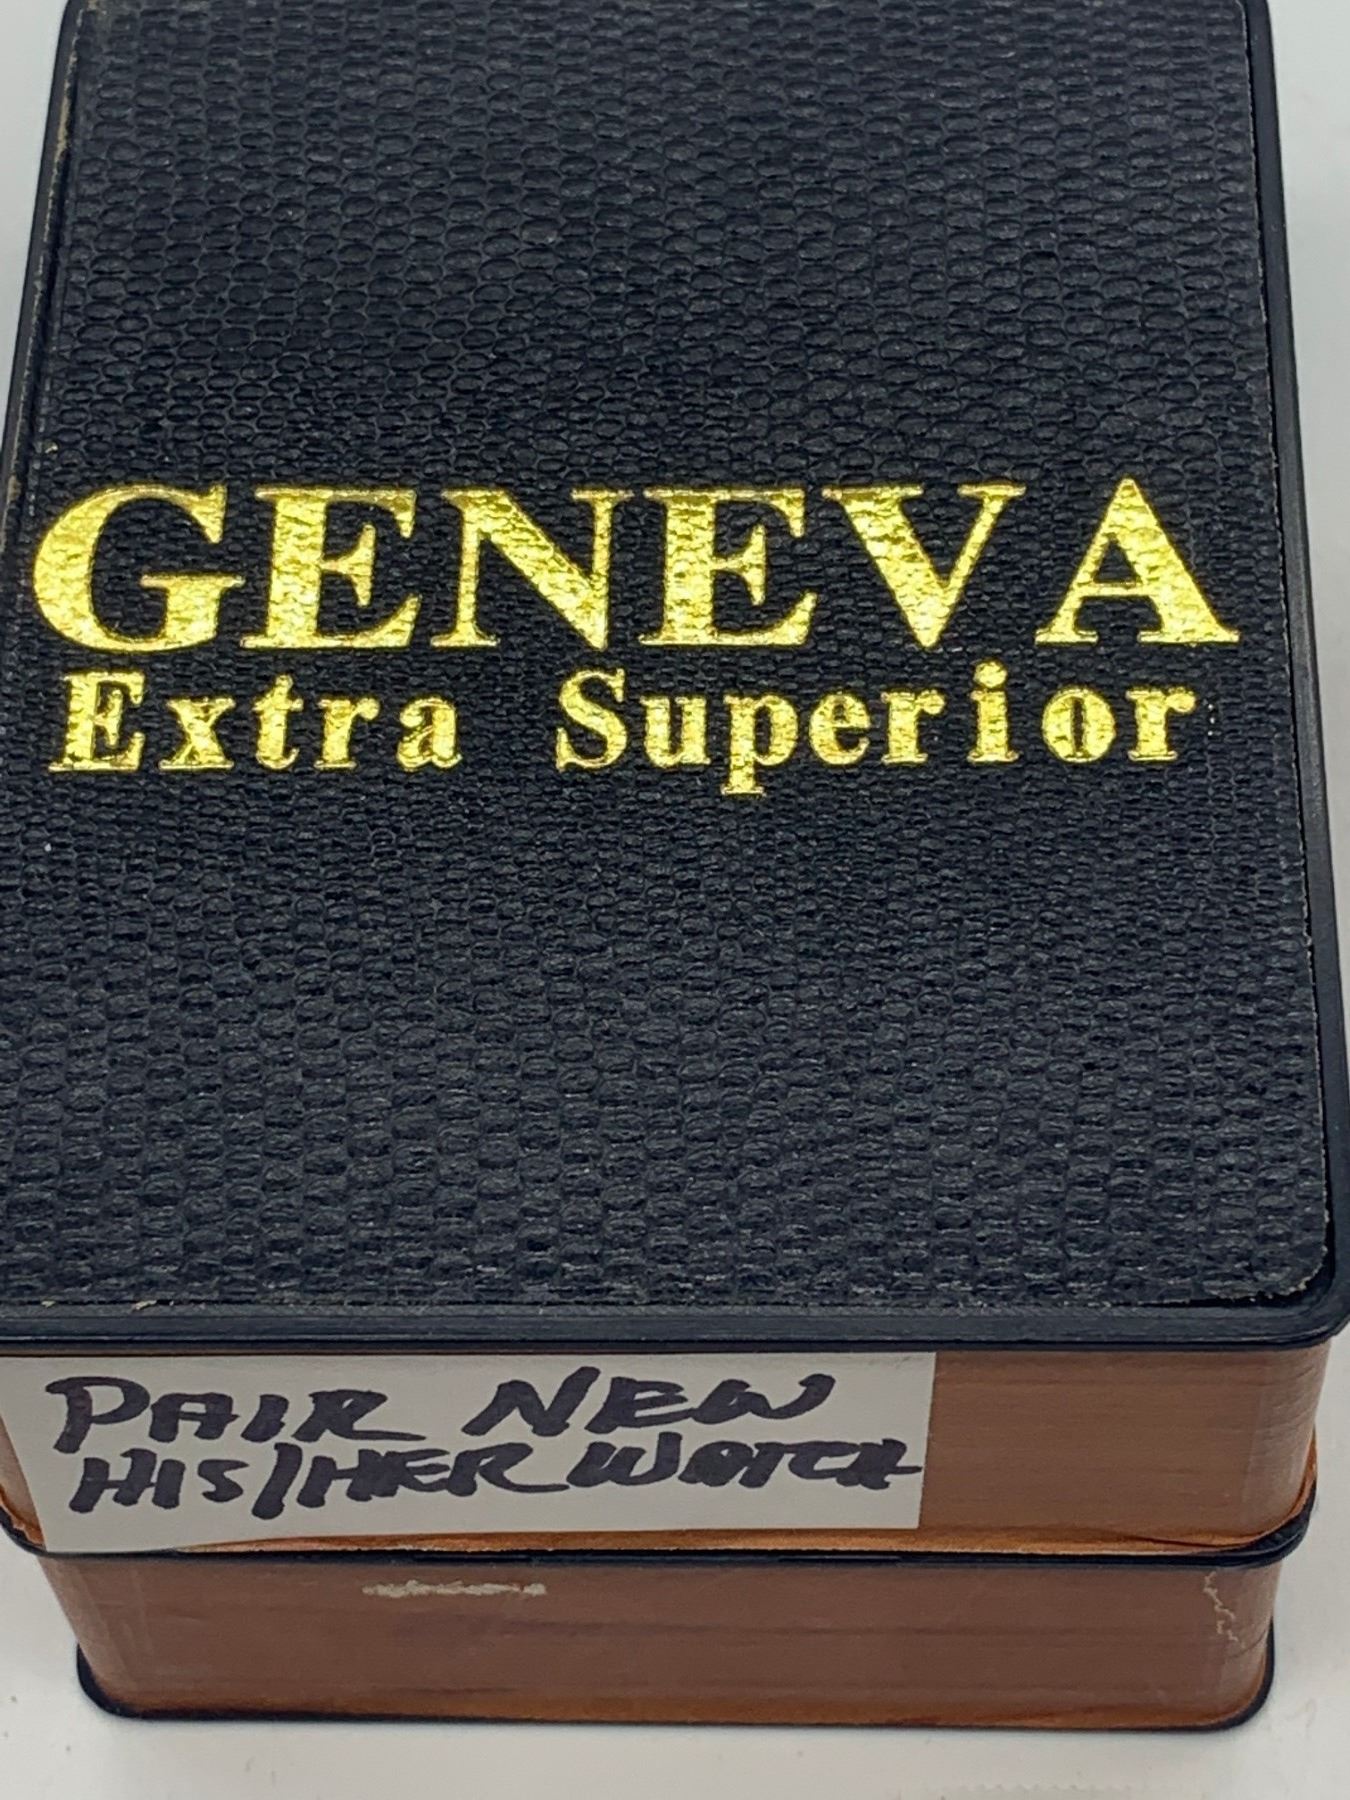 GENEVA
Extra Superior
PAIR NEW
HIS/HER WATCH